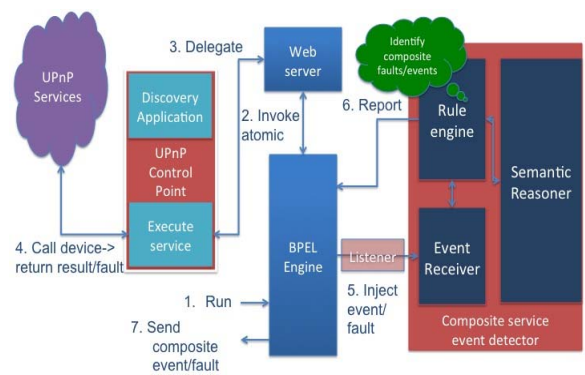 3. Delegate
Web
server
Identify
composite
faults/events
UPnP
Services
Discovery
Application
2. Invoke
atomic
6. Report
Rule
engine
UPnP
Control
Point
Semantic
Reasoner
Execute
service
4. Call device->
return result/fault
BPEL
Engine
Listener
Event
Receiver
1. Run
5. Inject
event/
fault
7. Send
composite
event/fault
Composite service
event detector